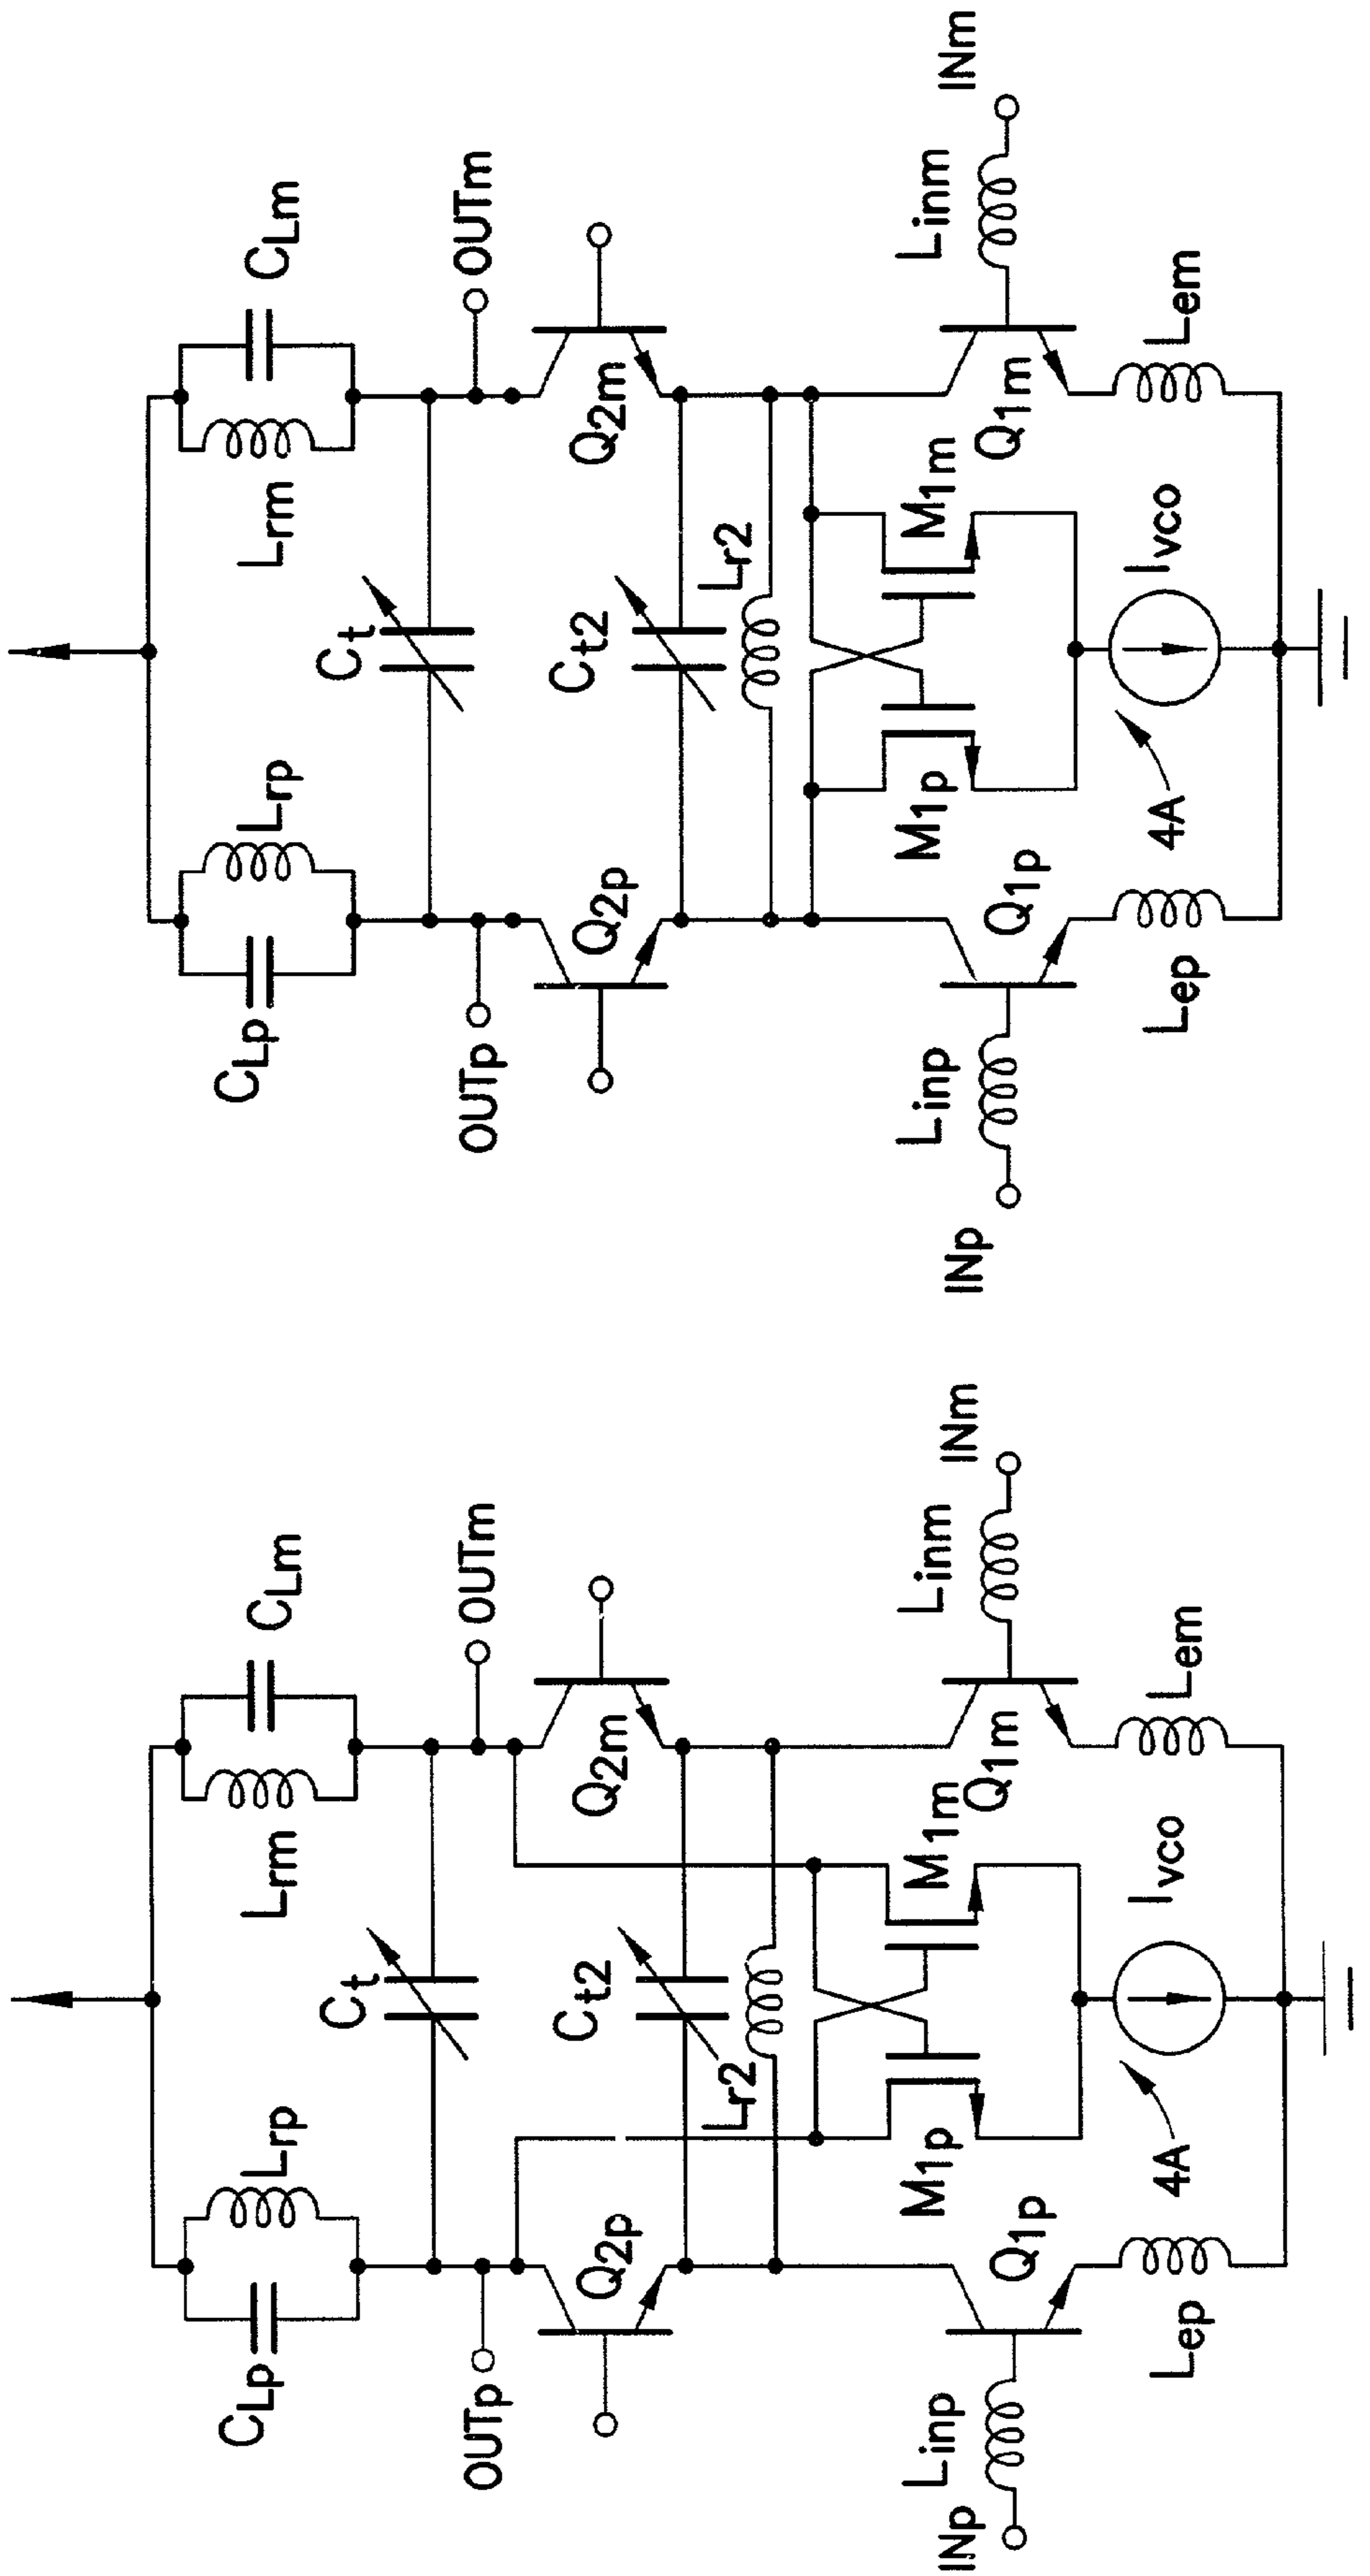 CLp
Lrp
Lrm
CLm
Ct
OUTp
OUTm
Q2p
Q2m
Ct2
Lr2
M1p
M1m
Linp
INp
Q1p
Q1m
Linm
INm
Lep
4A
Ivco
Lem
CLp
Lrp
Lrm
CLm
Ct
OUTp
OUTm
Q2p
Q2m
Ct2
Lr2
M1p
M1m
Linp
INp
Q1p
Q1m
Linm
INm
Lep
4A
Ivco
Lem